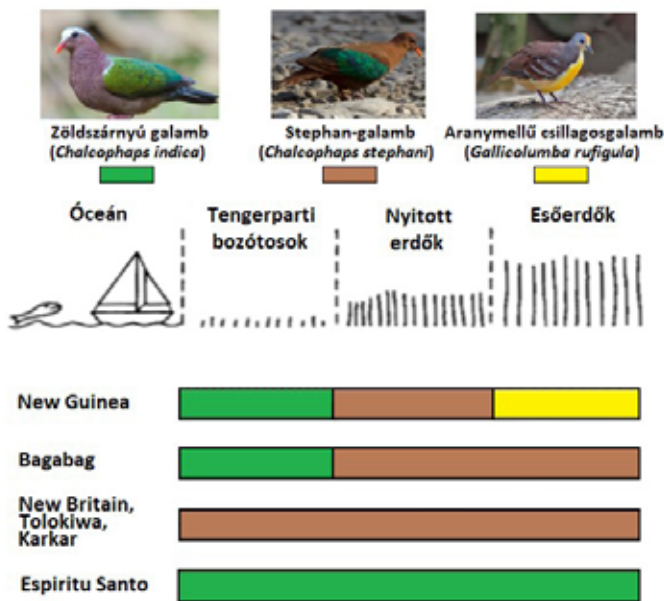 Zöldszárnyú galamb
(Chalcophaps indica)
Stephan-galamb
(Chalcophaps stephani)
Aranymellű csillagosgalamb
(Gallicolumba rufigula)
Óceán
Tengerparti
bozótosok
Nyitott
erdők
Esőerdők
New Guinea
Bagabag
New Britain,
Tolokiwa,
Karkar
Espiritu Santo